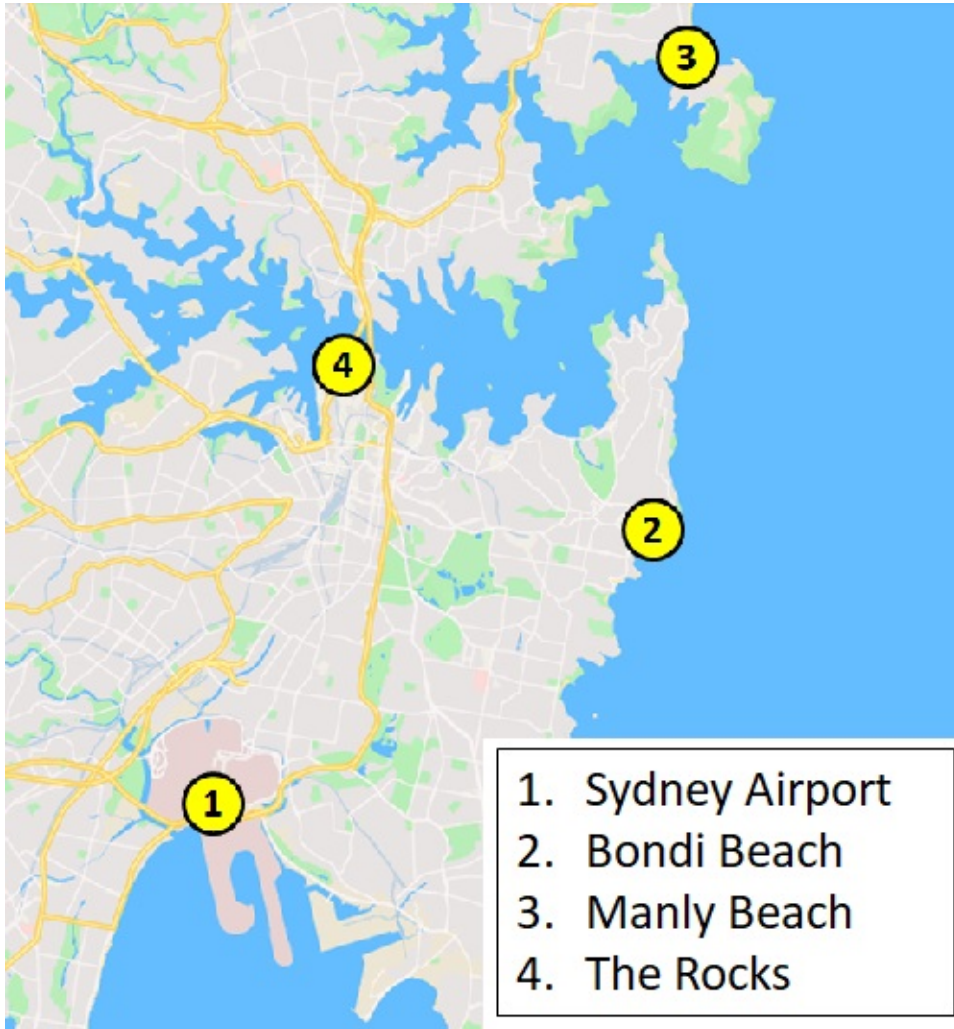 3
4
2
1
1. Sydney Airport
2. Bondi Beach
3. Manly Beach
4. The Rocks